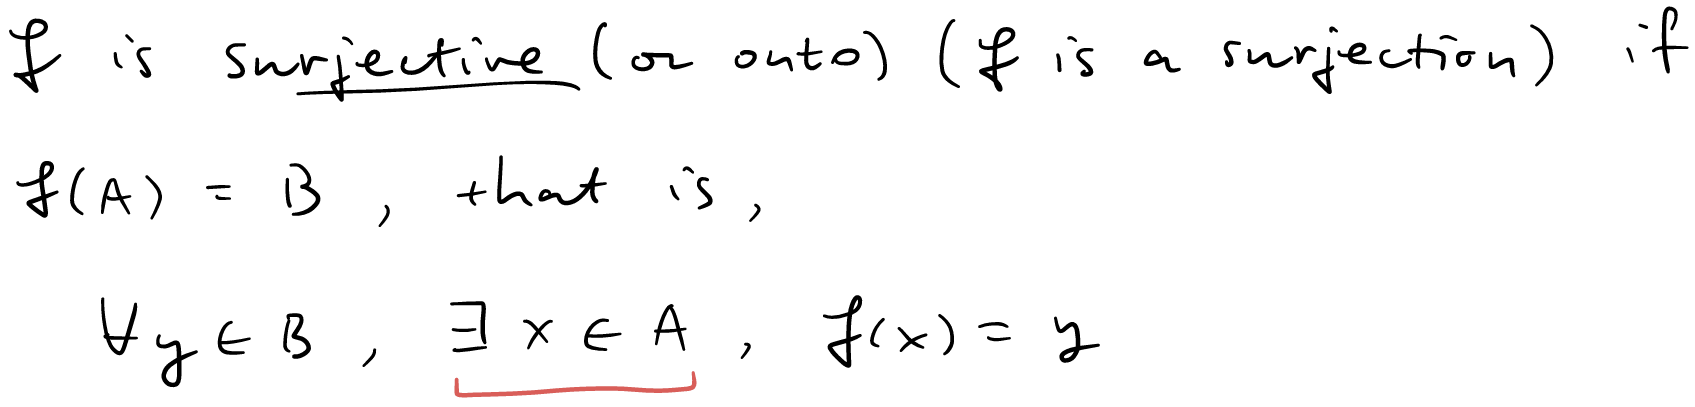 f is surjective (or onto) (f is a surjection) if
f(A) = B , that is,
∀y ∈ B , ∃ x ∈ A , f(x) = y